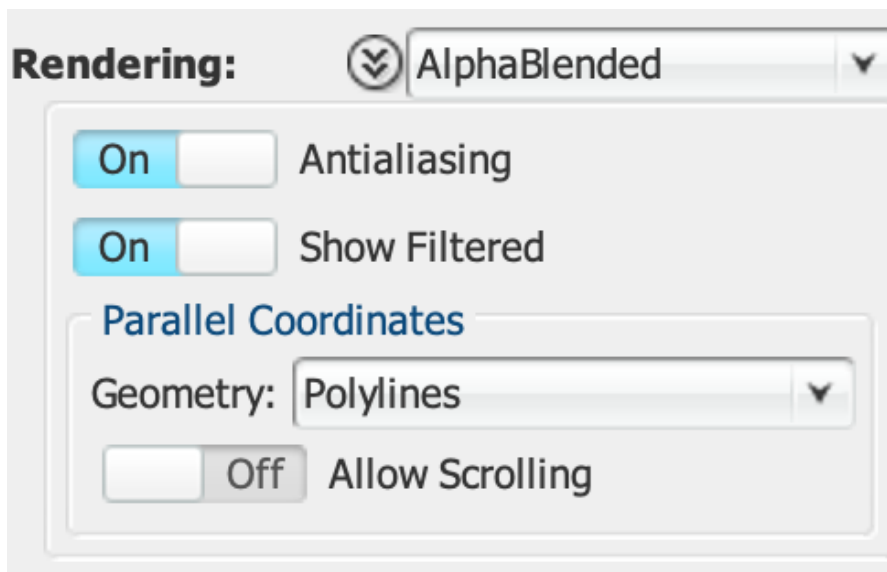 Rendering: AlphaBlended
On Antialiasing
On Show Filtered
Parallel Coordinates
Geometry: Polylines
Off Allow Scrolling